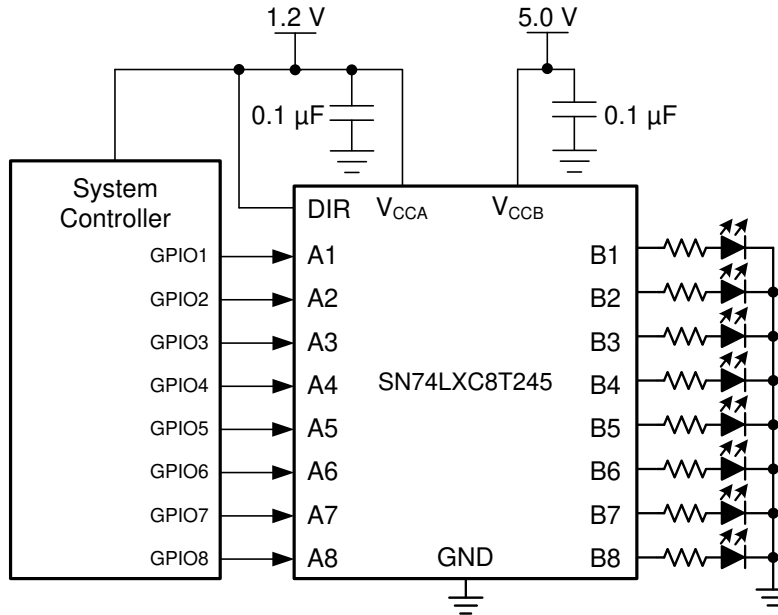 1.2 V
5.0 V
0.1 µF
0.1 µF
System
Controller
DIR
VCCA
VCCB
GPIO1
A1
B1
GPIO2
A2
B2
GPIO3
A3
B3
GPIO4
A4
SN74LXC8T245
B4
GPIO5
A5
B5
GPIO6
A6
B6
GPIO7
A7
B7
GPIO8
A8
GND
B8